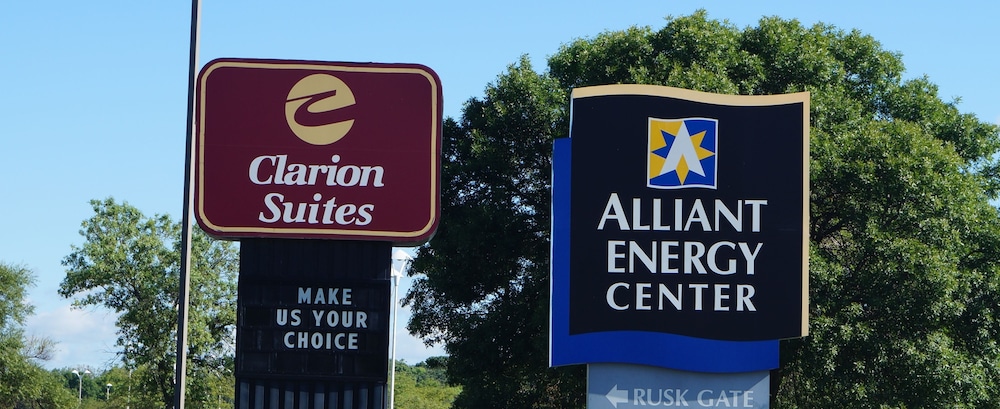 Clarion
Suites
MAKE
US YOUR
CHOICE
ALLIANT
ENERGY
CENTER
← RUSK GATE